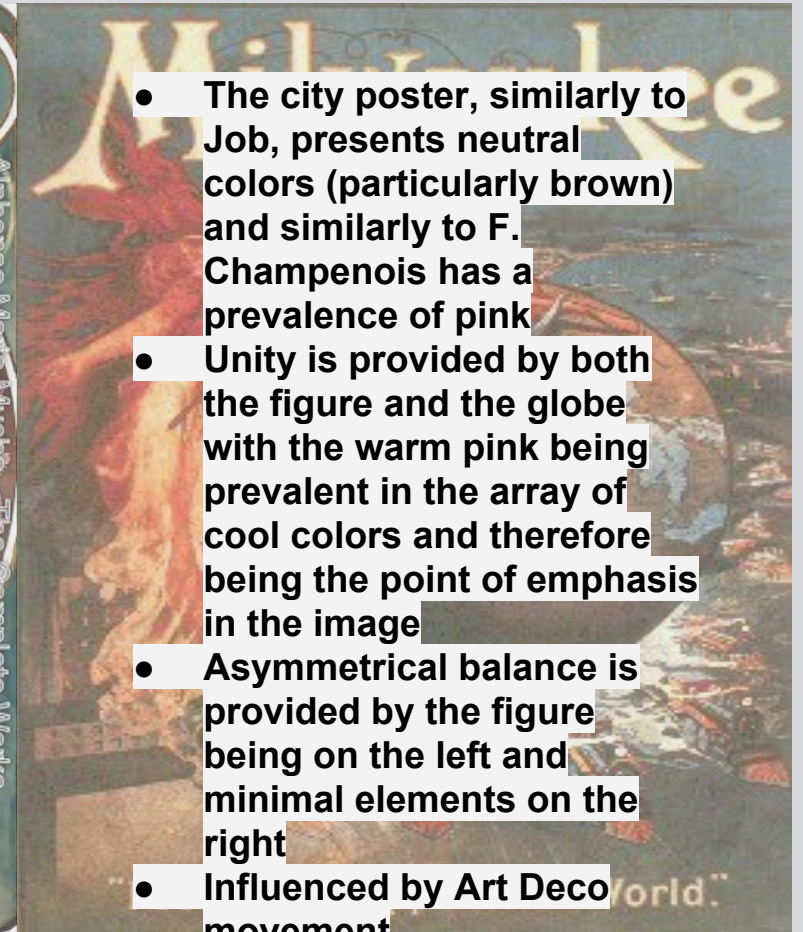 ● The city poster, similarly to
Job, presents neutral
colors (particularly brown)
and similarly to F.
Champenois has a
prevalence of pink
● Unity is provided by both
the figure and the globe
with the warm pink being
prevalent in the array of
cool colors and therefore
being the point of emphasis
in the image
● Asymmetrical balance is
provided by the figure
being on the left and
minimal elements on the
right
● Influenced by Art Deco
movement